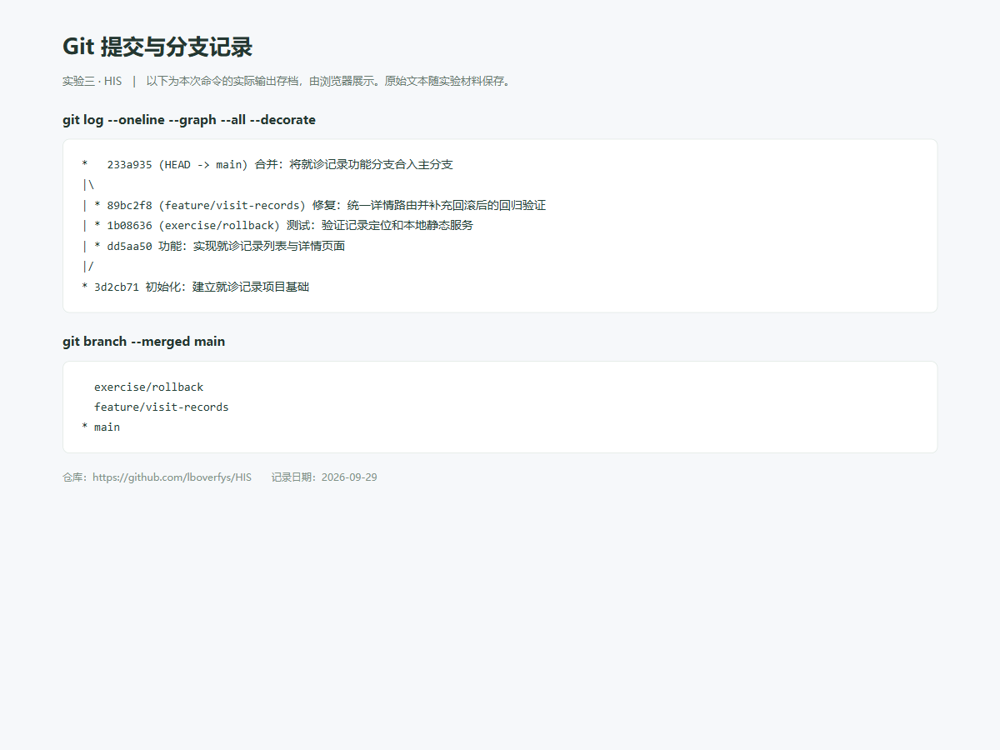 Git 提交与分支记录
实验三 · HIS | 以下为本次命令的实际输出存档，由浏览器展示。原始文本随实验材料保存。
git log --oneline --graph --all --decorate
*   233a935 (HEAD -> main) 合并：将就诊记录功能分支合入主分支
|\
| * 89bc2f8 (feature/visit-records) 修复：统一详情路由并补充回滚后的回归验证
| * 1b08636 (exercise/rollback) 测试：验证记录定位和本地静态服务
| * dd5aa50 功能：实现就诊记录列表与详情页面
|/
* 3d2cb71 初始化：建立就诊记录项目基础
git branch --merged main
  exercise/rollback
  feature/visit-records
* main
仓库：https://github.com/lboverfys/HIS 记录日期：2026-09-29